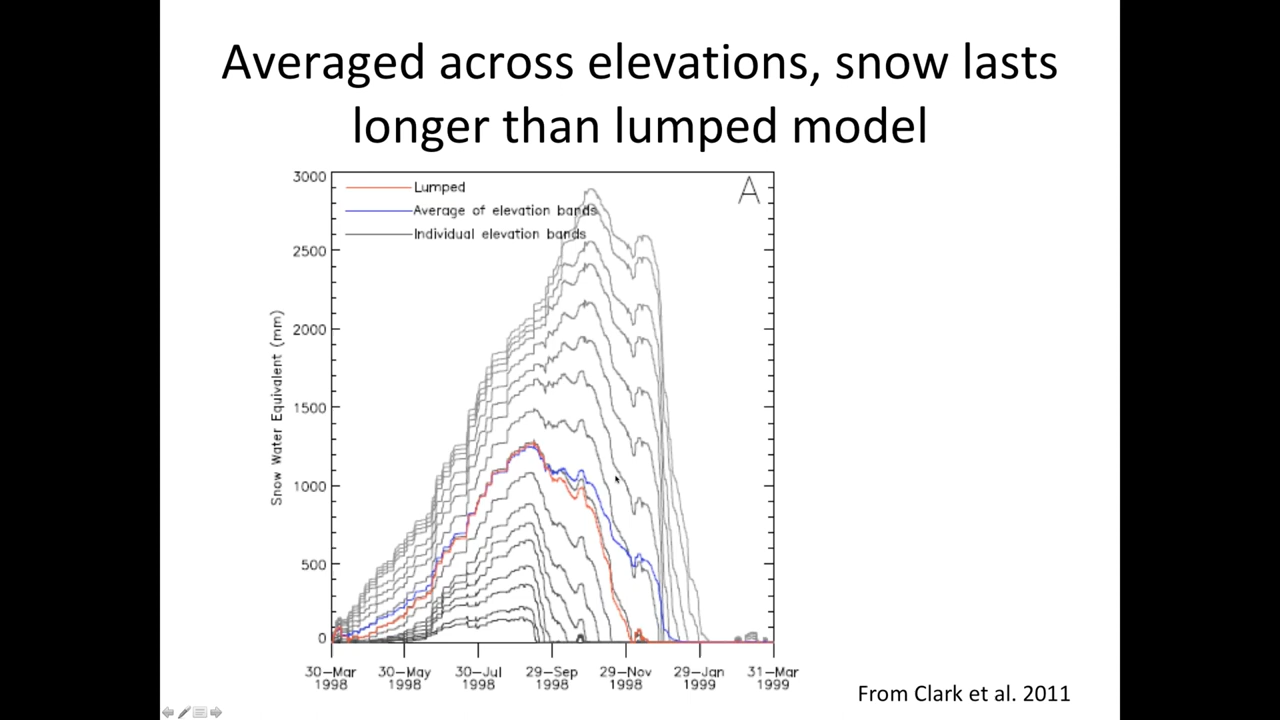 Averaged across elevations, snow lasts
longer than lumped model
A
Lumped
Average of elevation bands
Individual elevation bands
Snow Water Equivalent (mm)
3000
2500
2000
1500
1000
500
0
30-Mar 30-May 30-Jul 29-Sep 29-Nov 29-Jan 31-Mar
1998 1998 1998 1998 1998 1999 1999
From Clark et al. 2011